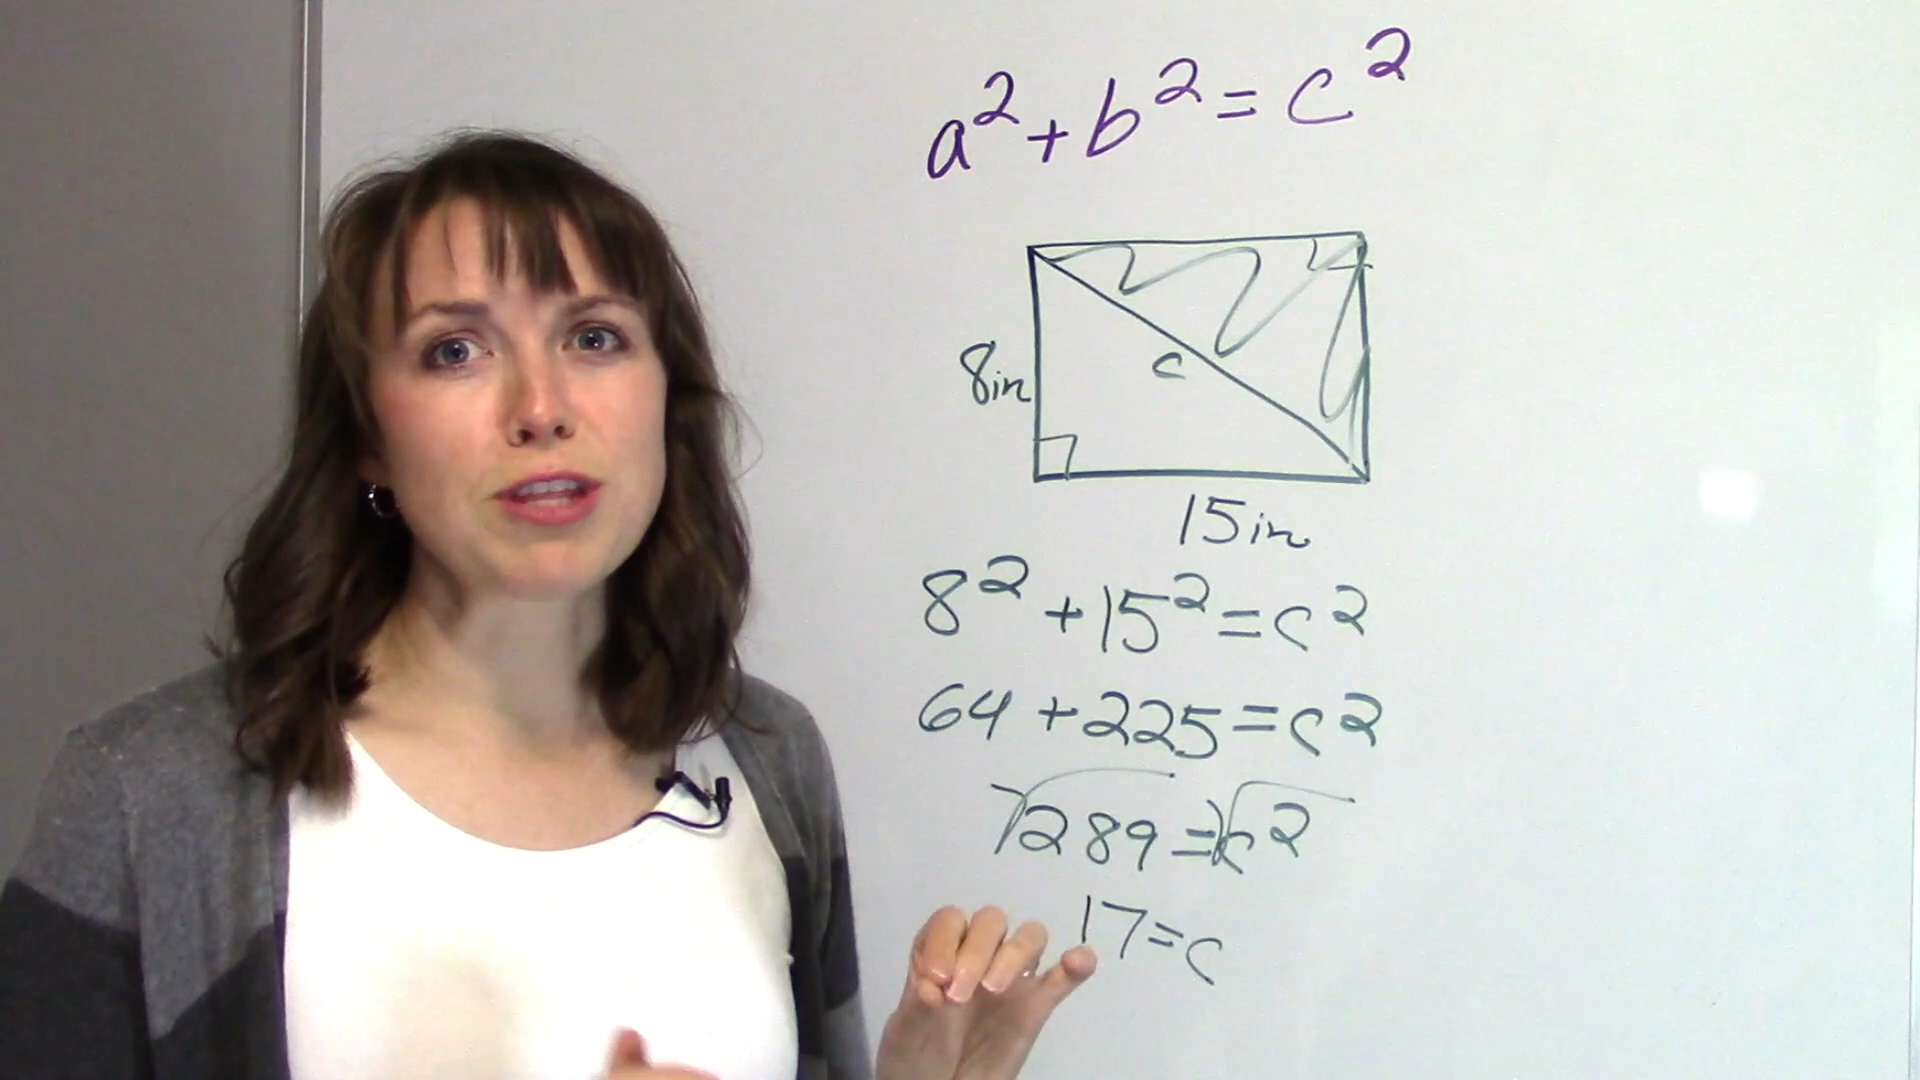 a² + b² = c²
8in
c
15in
8² + 15² = c²
64 + 225 = c²
√289 = √c²
17 = c